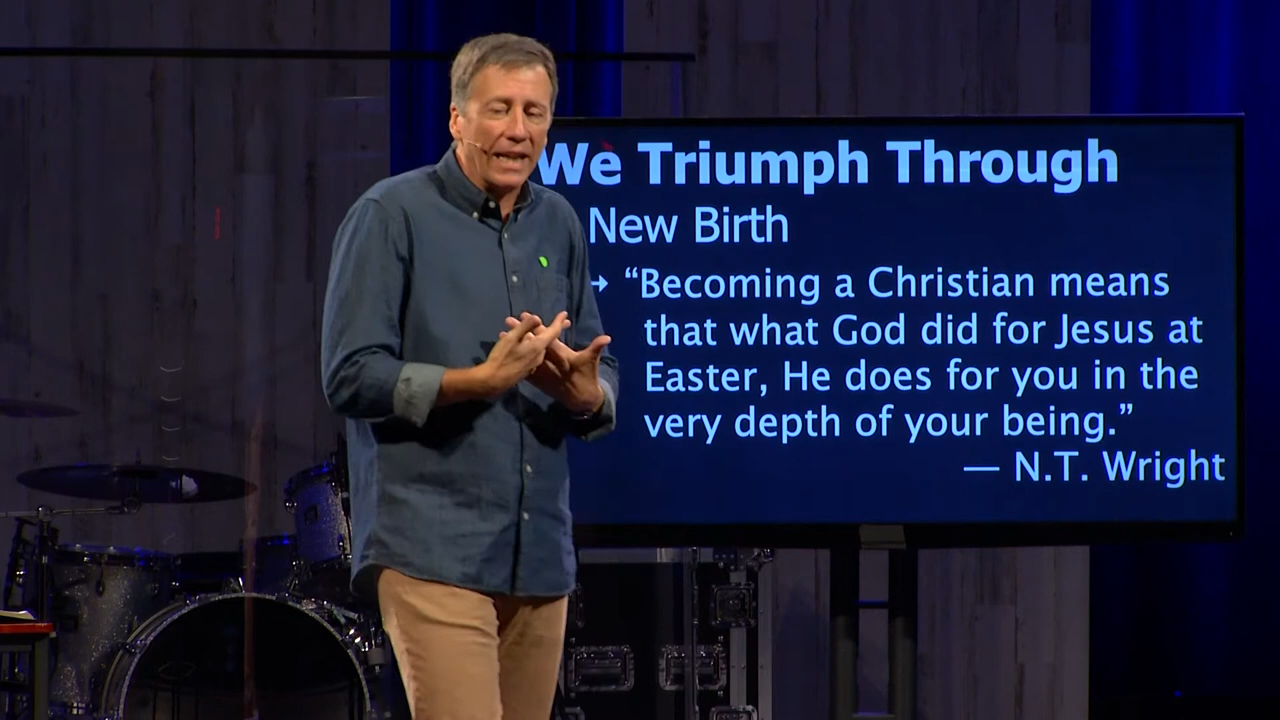 We Triumph Through
New Birth
→ “Becoming a Christian means
that what God did for Jesus at
Easter, He does for you in the
very depth of your being.”
— N.T. Wright